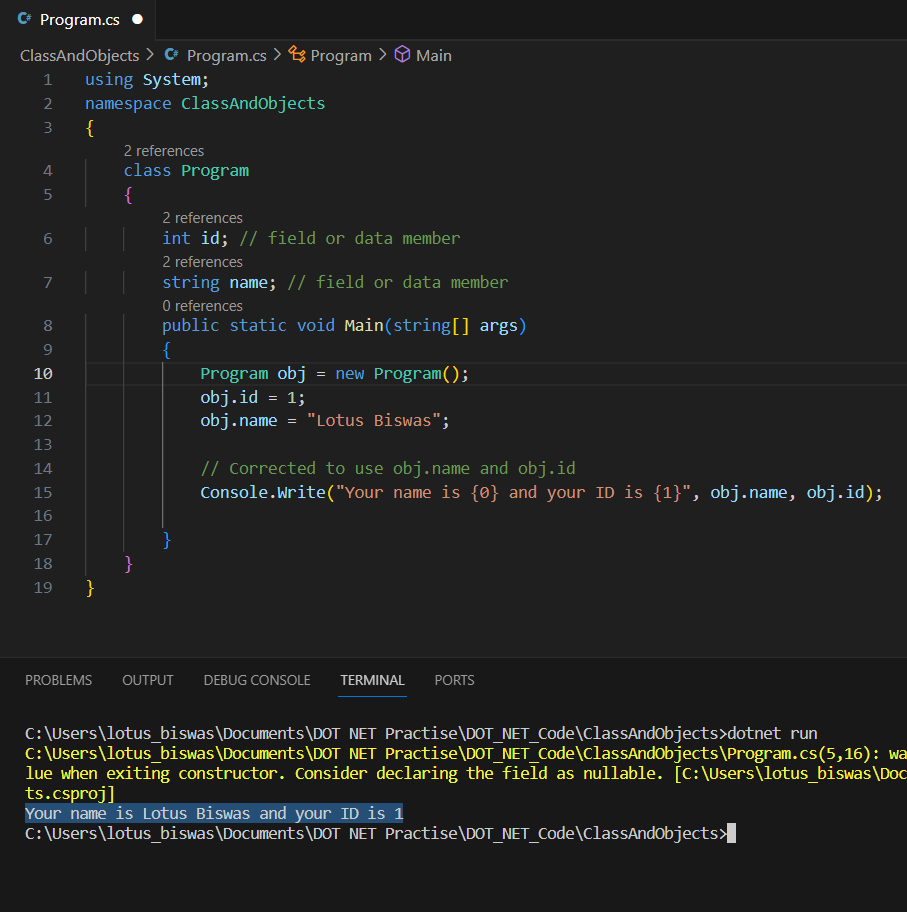 Program.cs
ClassAndObjects > Program.cs > Program > Main
1 using System;
2 namespace ClassAndObjects
3 {
2 references
4 class Program
5 {
2 references
6 int id; // field or data member
2 references
7 string name; // field or data member
0 references
8 public static void Main(string[] args)
9 {
10 Program obj = new Program();
11 obj.id = 1;
12 obj.name = "Lotus Biswas";
13
14 // Corrected to use obj.name and obj.id
15 Console.Write("Your name is {0} and your ID is {1}", obj.name, obj.id);
16
17 }
18 }
19 }
PROBLEMS OUTPUT DEBUG CONSOLE TERMINAL PORTS
C:\Users\lotus_biswas\Documents\DOT NET Practise\DOT_NET_Code\ClassAndObjects>dotnet run
C:\Users\lotus_biswas\Documents\DOT NET Practise\DOT_NET_Code\ClassAndObjects\Program.cs(5,16): wa
lue when exiting constructor. Consider declaring the field as nullable. [C:\Users\lotus_biswas\Doc
ts.csproj]
Your name is Lotus Biswas and your ID is 1
C:\Users\lotus_biswas\Documents\DOT NET Practise\DOT_NET_Code\ClassAndObjects>